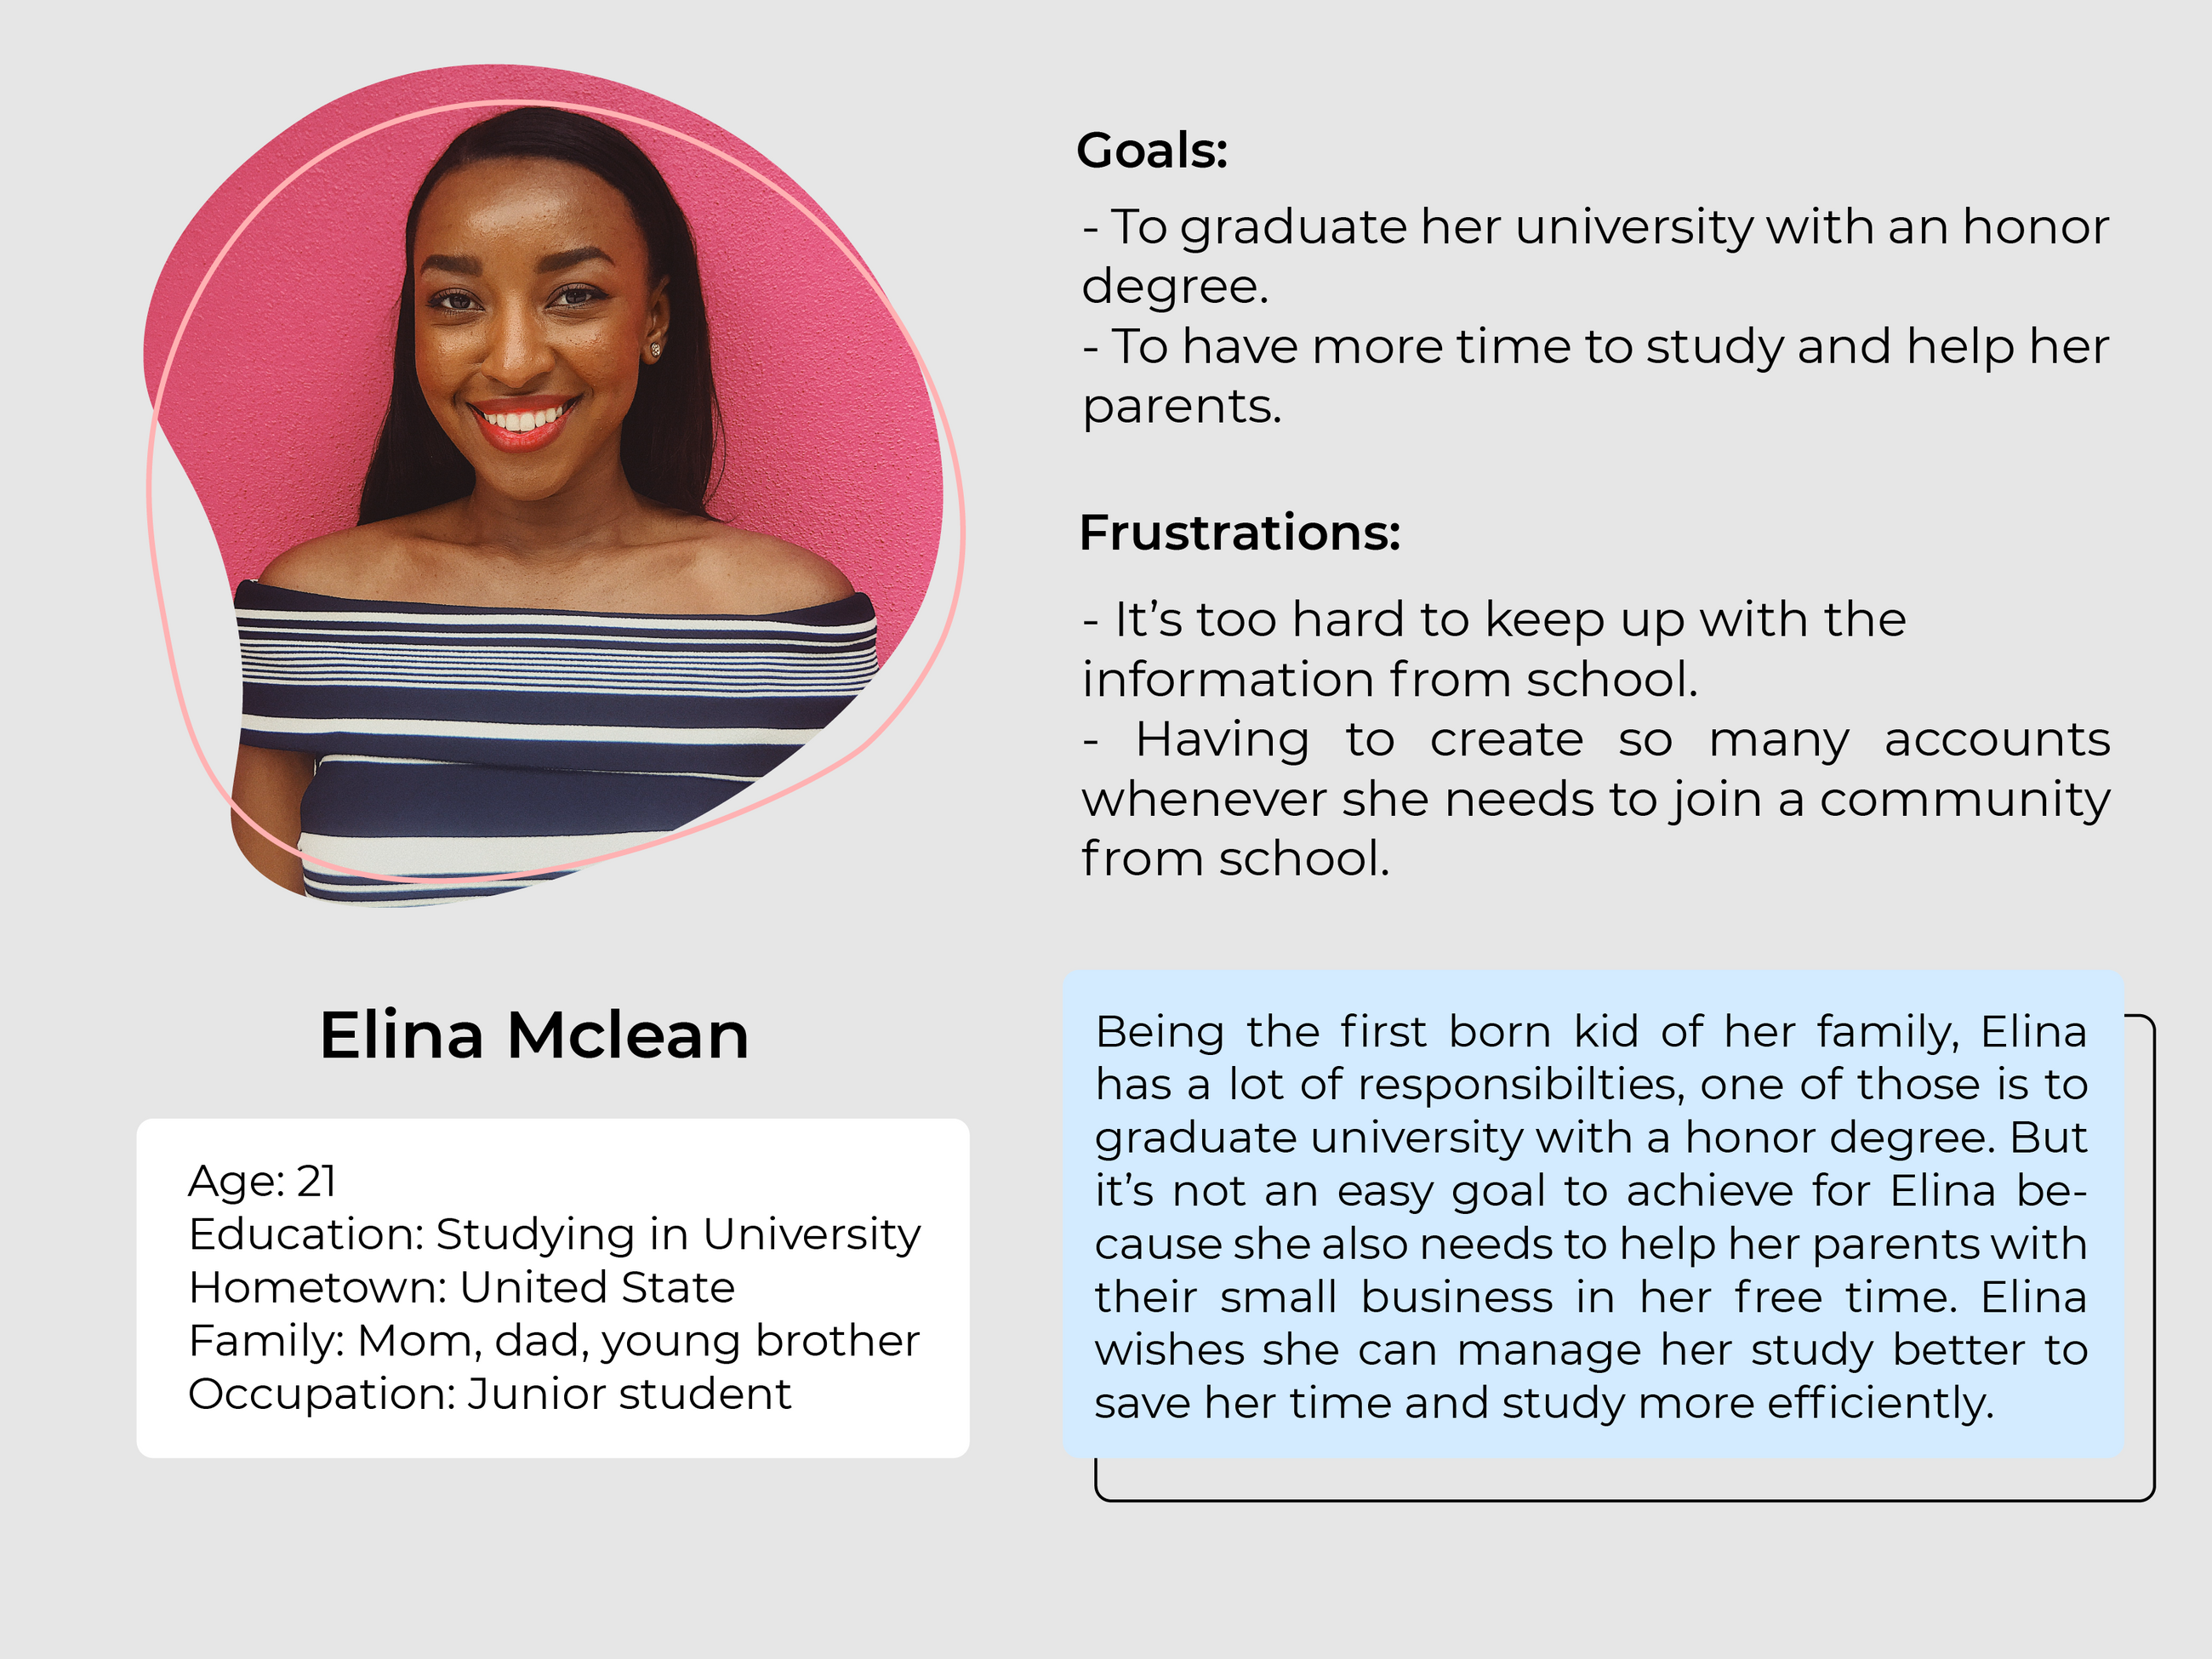 Goals:
- To graduate her university with an honor
degree.
- To have more time to study and help her
parents.
Frustrations:
- It’s too hard to keep up with the
information from school.
- Having to create so many accounts
whenever she needs to join a community
from school.
Elina Mclean
Age: 21
Education: Studying in University
Hometown: United State
Family: Mom, dad, young brother
Occupation: Junior student
Being the first born kid of her family, Elina
has a lot of responsibilties, one of those is to
graduate university with a honor degree. But
it’s not an easy goal to achieve for Elina be-
cause she also needs to help her parents with
their small business in her free time. Elina
wishes she can manage her study better to
save her time and study more efficiently.